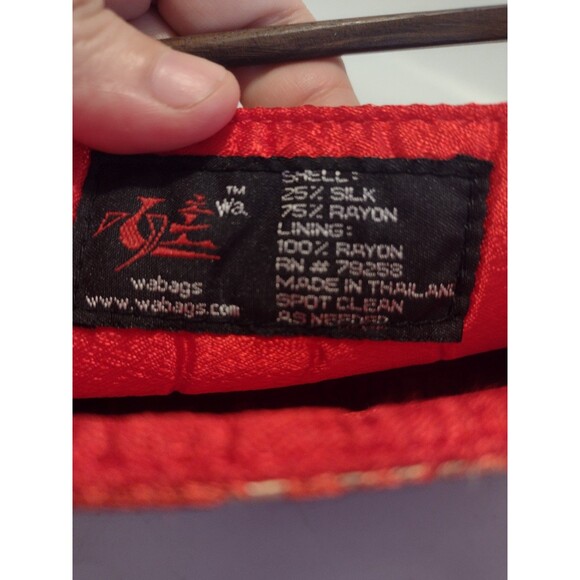 ™
wa.
wabags
www.wabags.com
SHELL:
25% SILK
75% RAYON
LINING:
100% RAYON
RN # 79258
MADE IN THAILAND
SPOT CLEAN
AS NEEDED